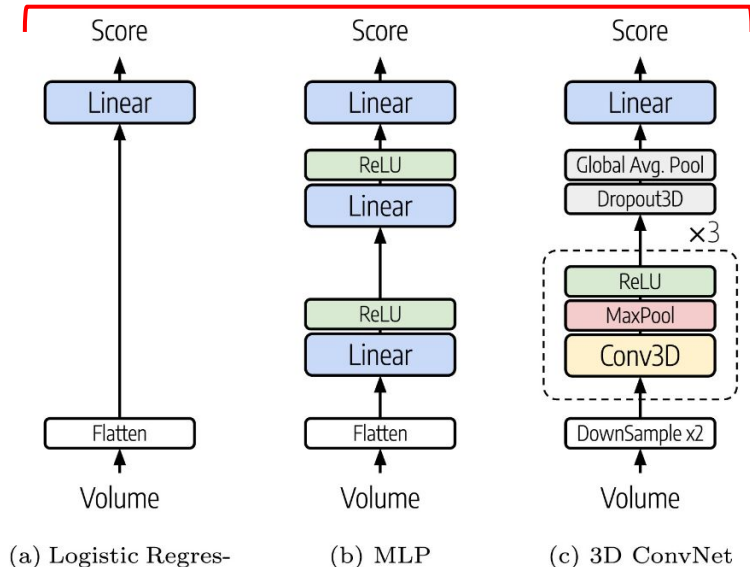 Score
Linear
Flatten
Volume
(a) Logistic Regres-
Score
Linear
ReLU
Linear
ReLU
Linear
Flatten
Volume
(b) MLP
Score
Linear
Global Avg. Pool
Dropout3D
×3
ReLU
MaxPool
Conv3D
DownSample x2
Volume
(c) 3D ConvNet